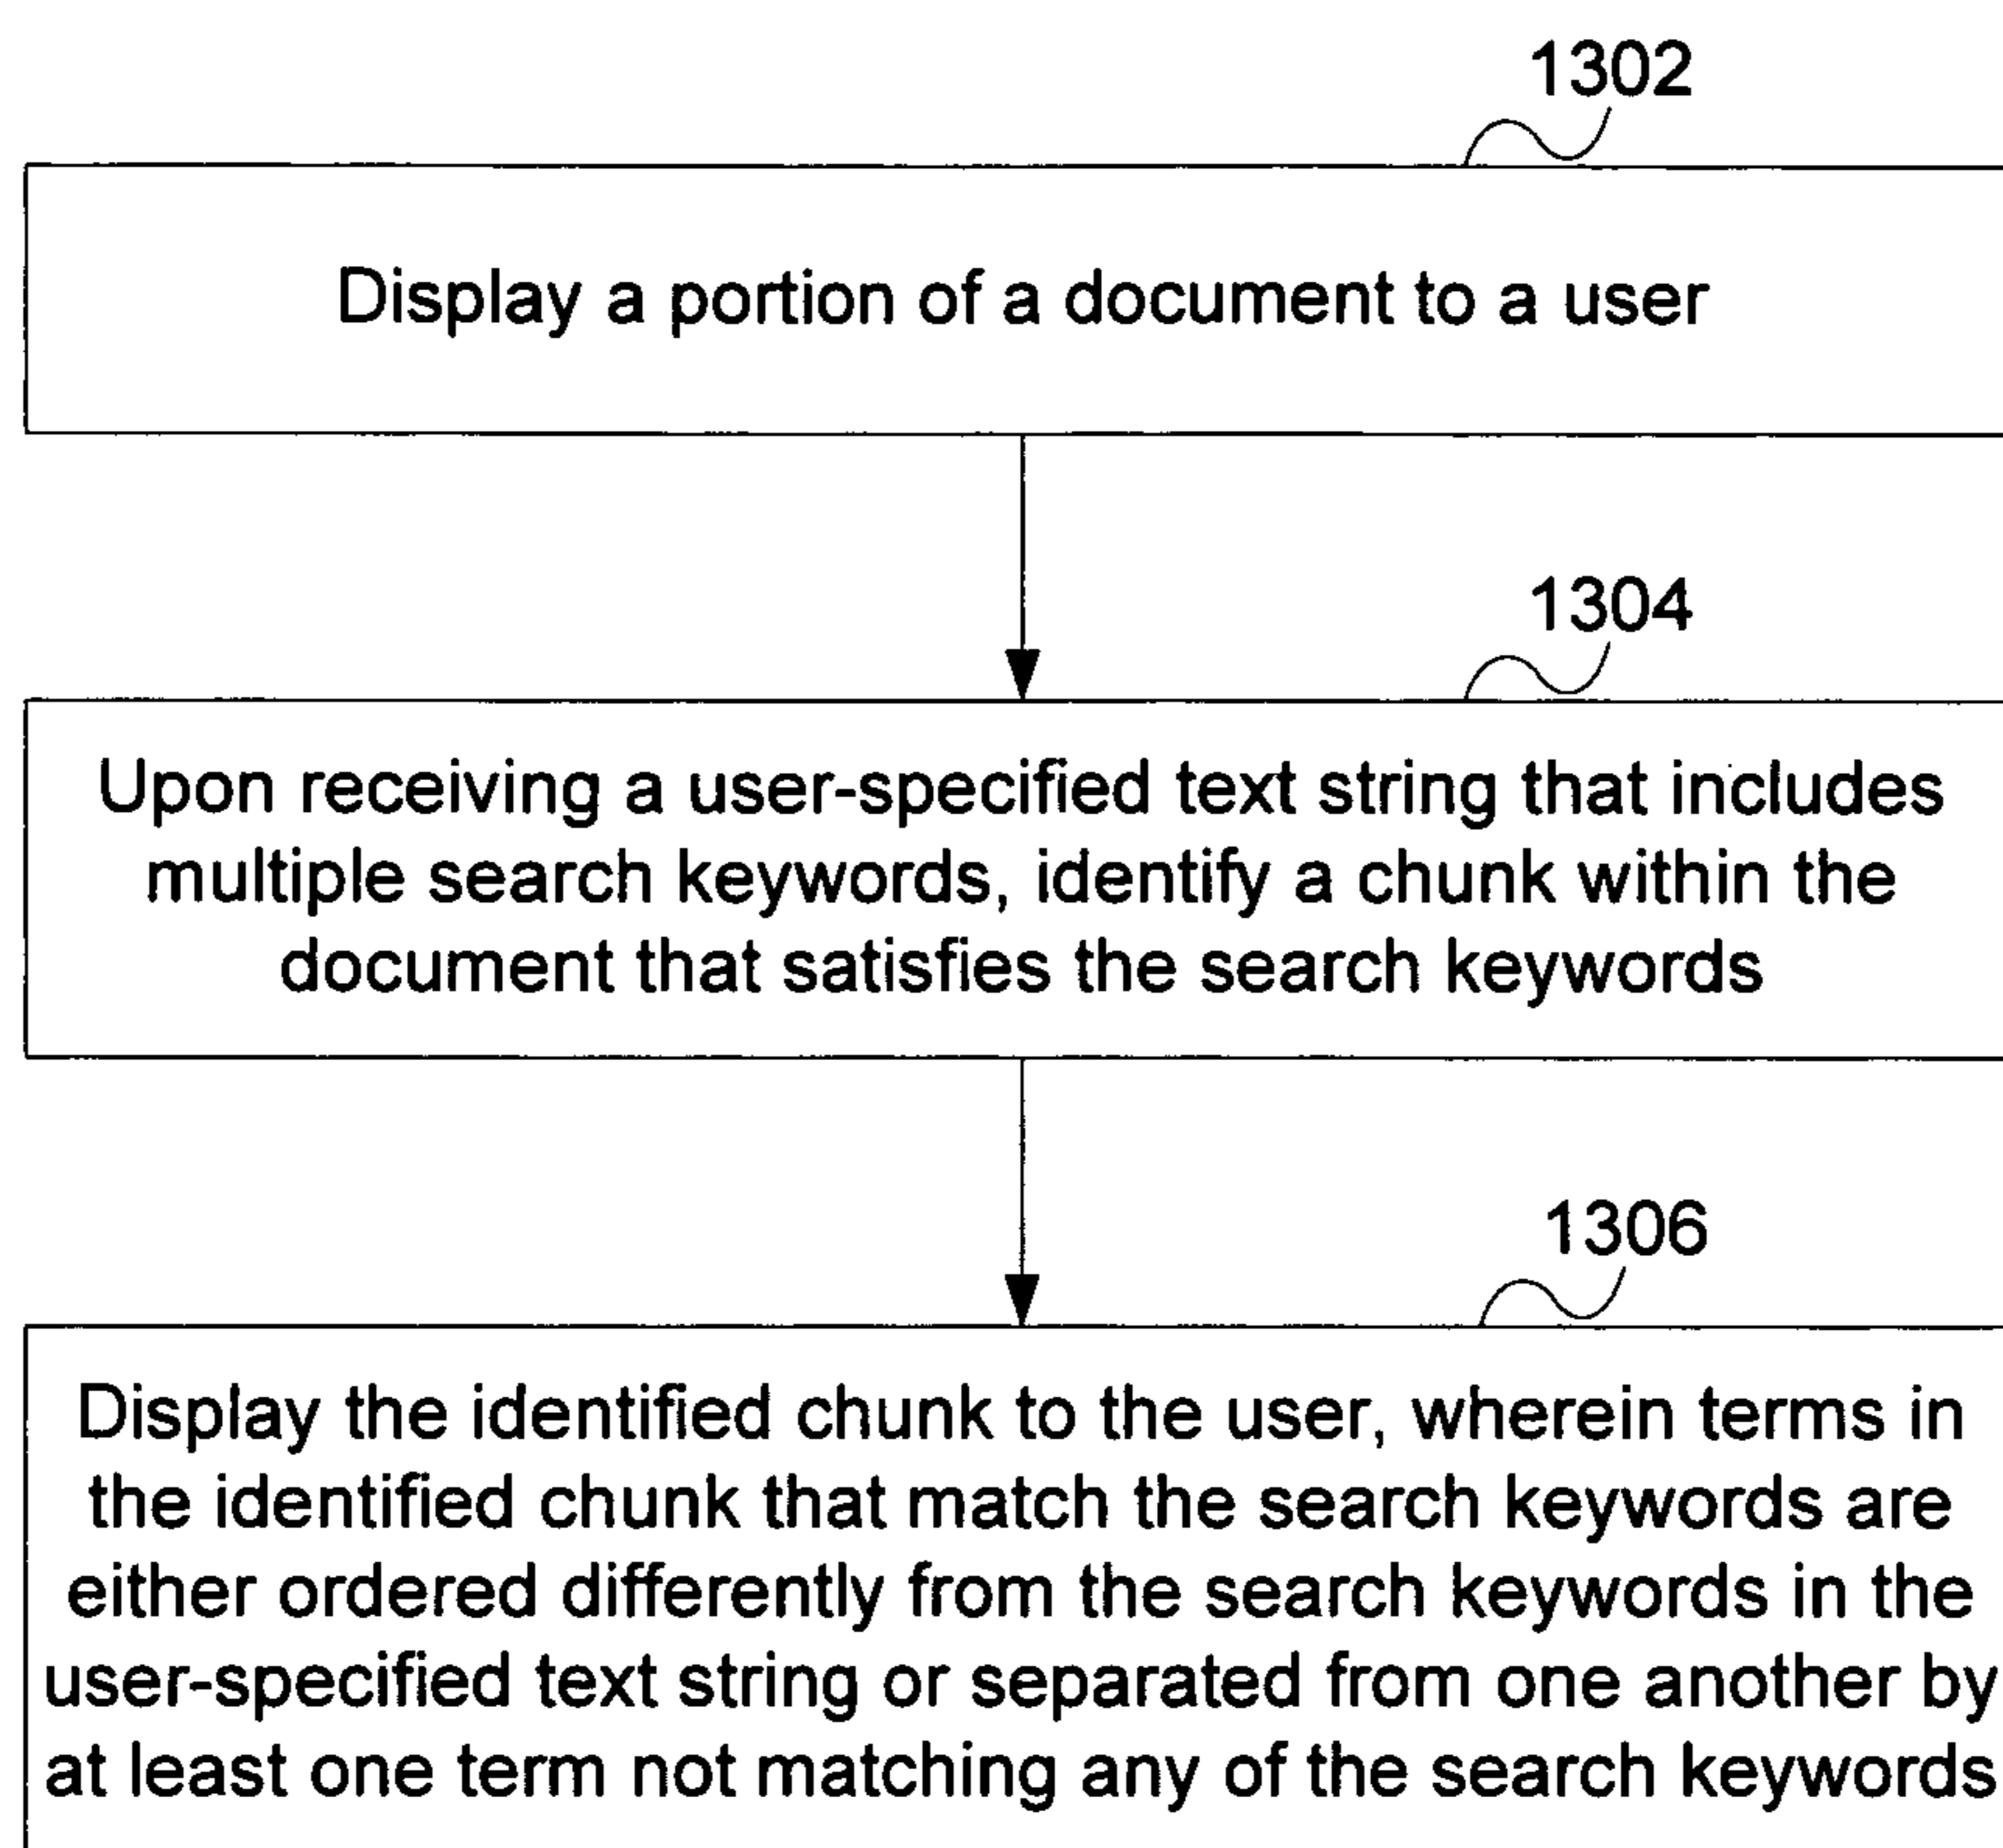 1302
Display a portion of a document to a user
1304
Upon receiving a user-specified text string that includes
multiple search keywords, identify a chunk within the
document that satisfies the search keywords
1306
Display the identified chunk to the user, wherein terms in
the identified chunk that match the search keywords are
either ordered differently from the search keywords in the
user-specified text string or separated from one another by
at least one term not matching any of the search keywords